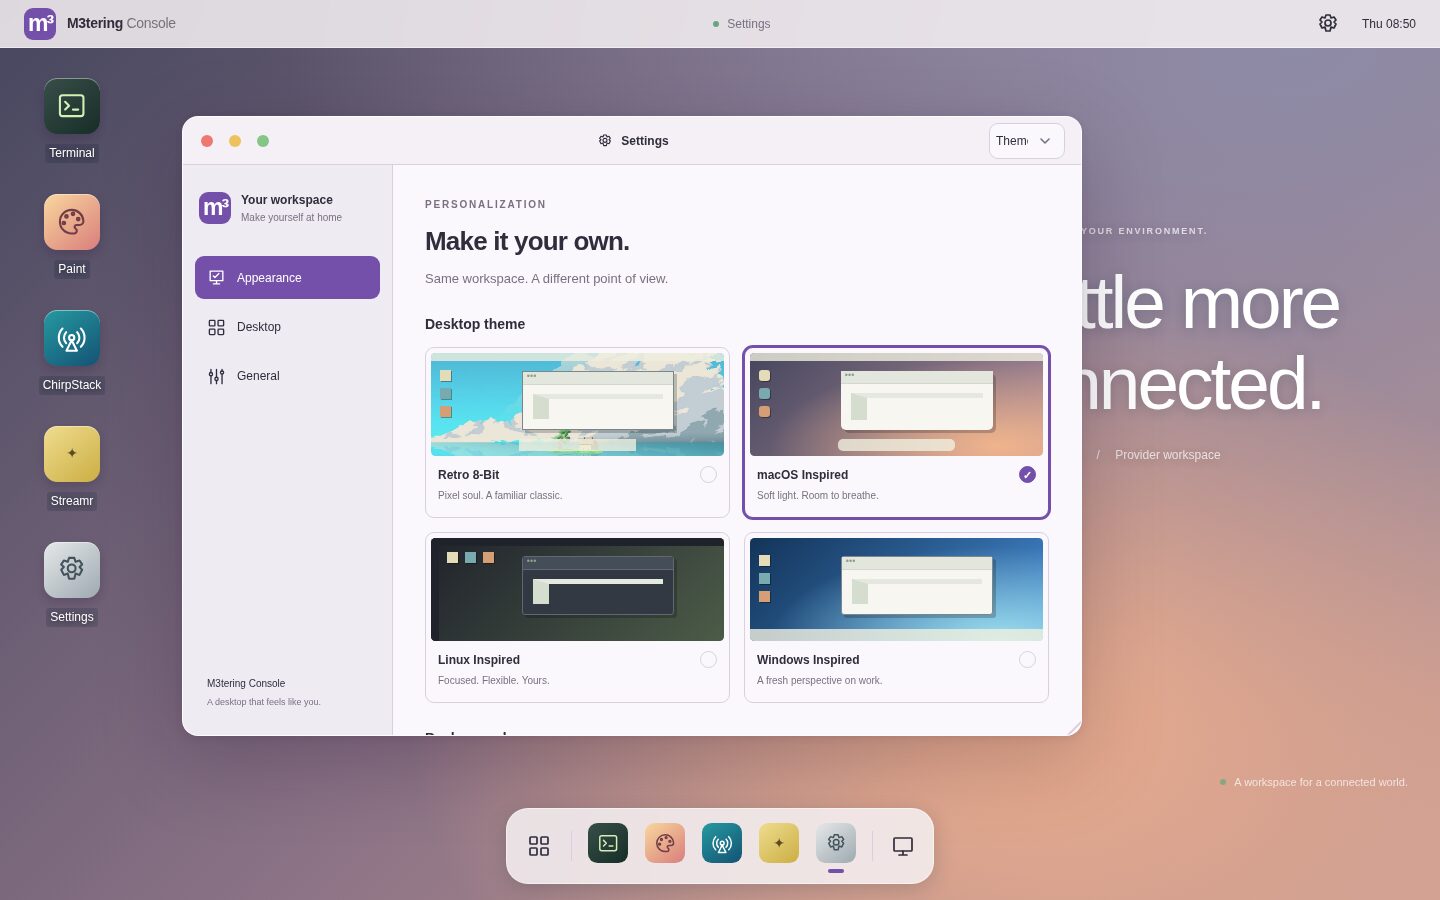 m³ M3tering Console
Settings
Thu 08:50
Terminal
Paint
ChirpStack
Streamr
Settings
Settings
Them
m³
Your workspace
Make yourself at home
Appearance
Desktop
General
M3tering Console
A desktop that feels like you.
PERSONALIZATION
Make it your own.
Same workspace. A different point of view.
Desktop theme
Retro 8-Bit
Pixel soul. A familiar classic.
macOS Inspired
Soft light. Room to breathe.
Linux Inspired
Focused. Flexible. Yours.
Windows Inspired
A fresh perspective on work.
YOUR ENVIRONMENT.
ttle more
nnected.
/ Provider workspace
A workspace for a connected world.